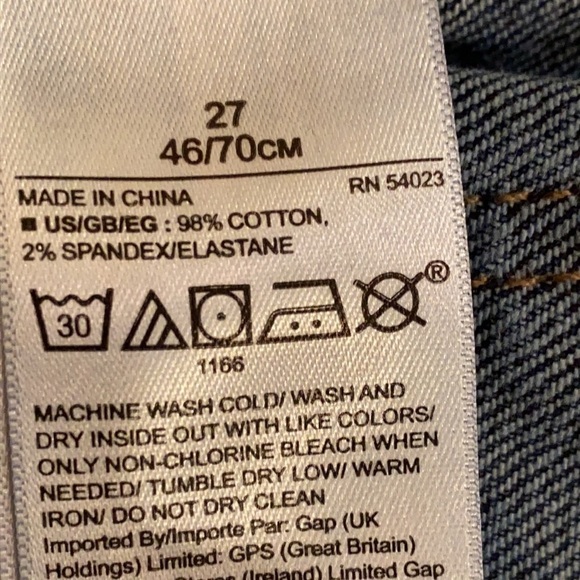 27
46/70CM
MADE IN CHINA RN 54023
■ US/GB/EG : 98% COTTON,
2% SPANDEX/ELASTANE
30 ®
1166
MACHINE WASH COLD/ WASH AND
DRY INSIDE OUT WITH LIKE COLORS/
ONLY NON-CHLORINE BLEACH WHEN
NEEDED/ TUMBLE DRY LOW/ WARM
IRON/ DO NOT DRY CLEAN
Imported By/Importe Par: Gap (UK
Holdings) Limited: GPS (Great Britain)
(Ireland) Limited Gap